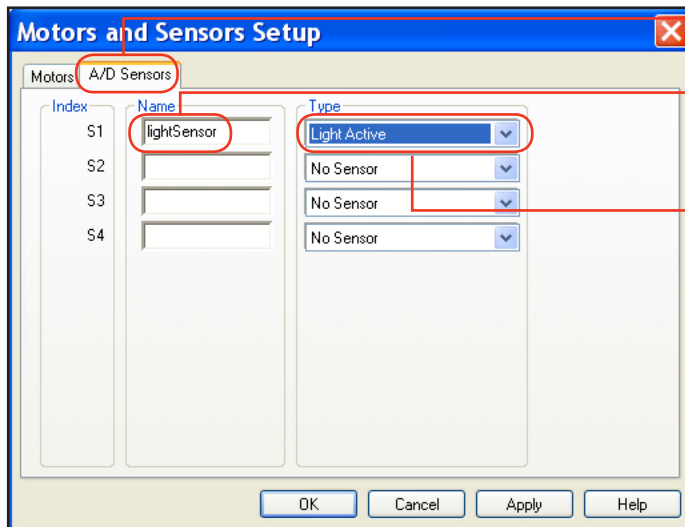 Motors and Sensors Setup
Motors A/D Sensors
Index Name Type
S1 lightSensor Light Active
S2 No Sensor
S3 No Sensor
S4 No Sensor
OK Cancel Apply Help